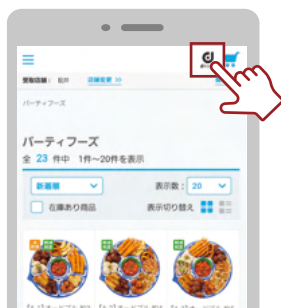 受取店舗： 松戸 店舗変更 >>
パーティフーズ
パーティフーズ
全 23 件中 1件～20件を表示
新着順
表示数： 20
在庫あり商品
表示切り替え